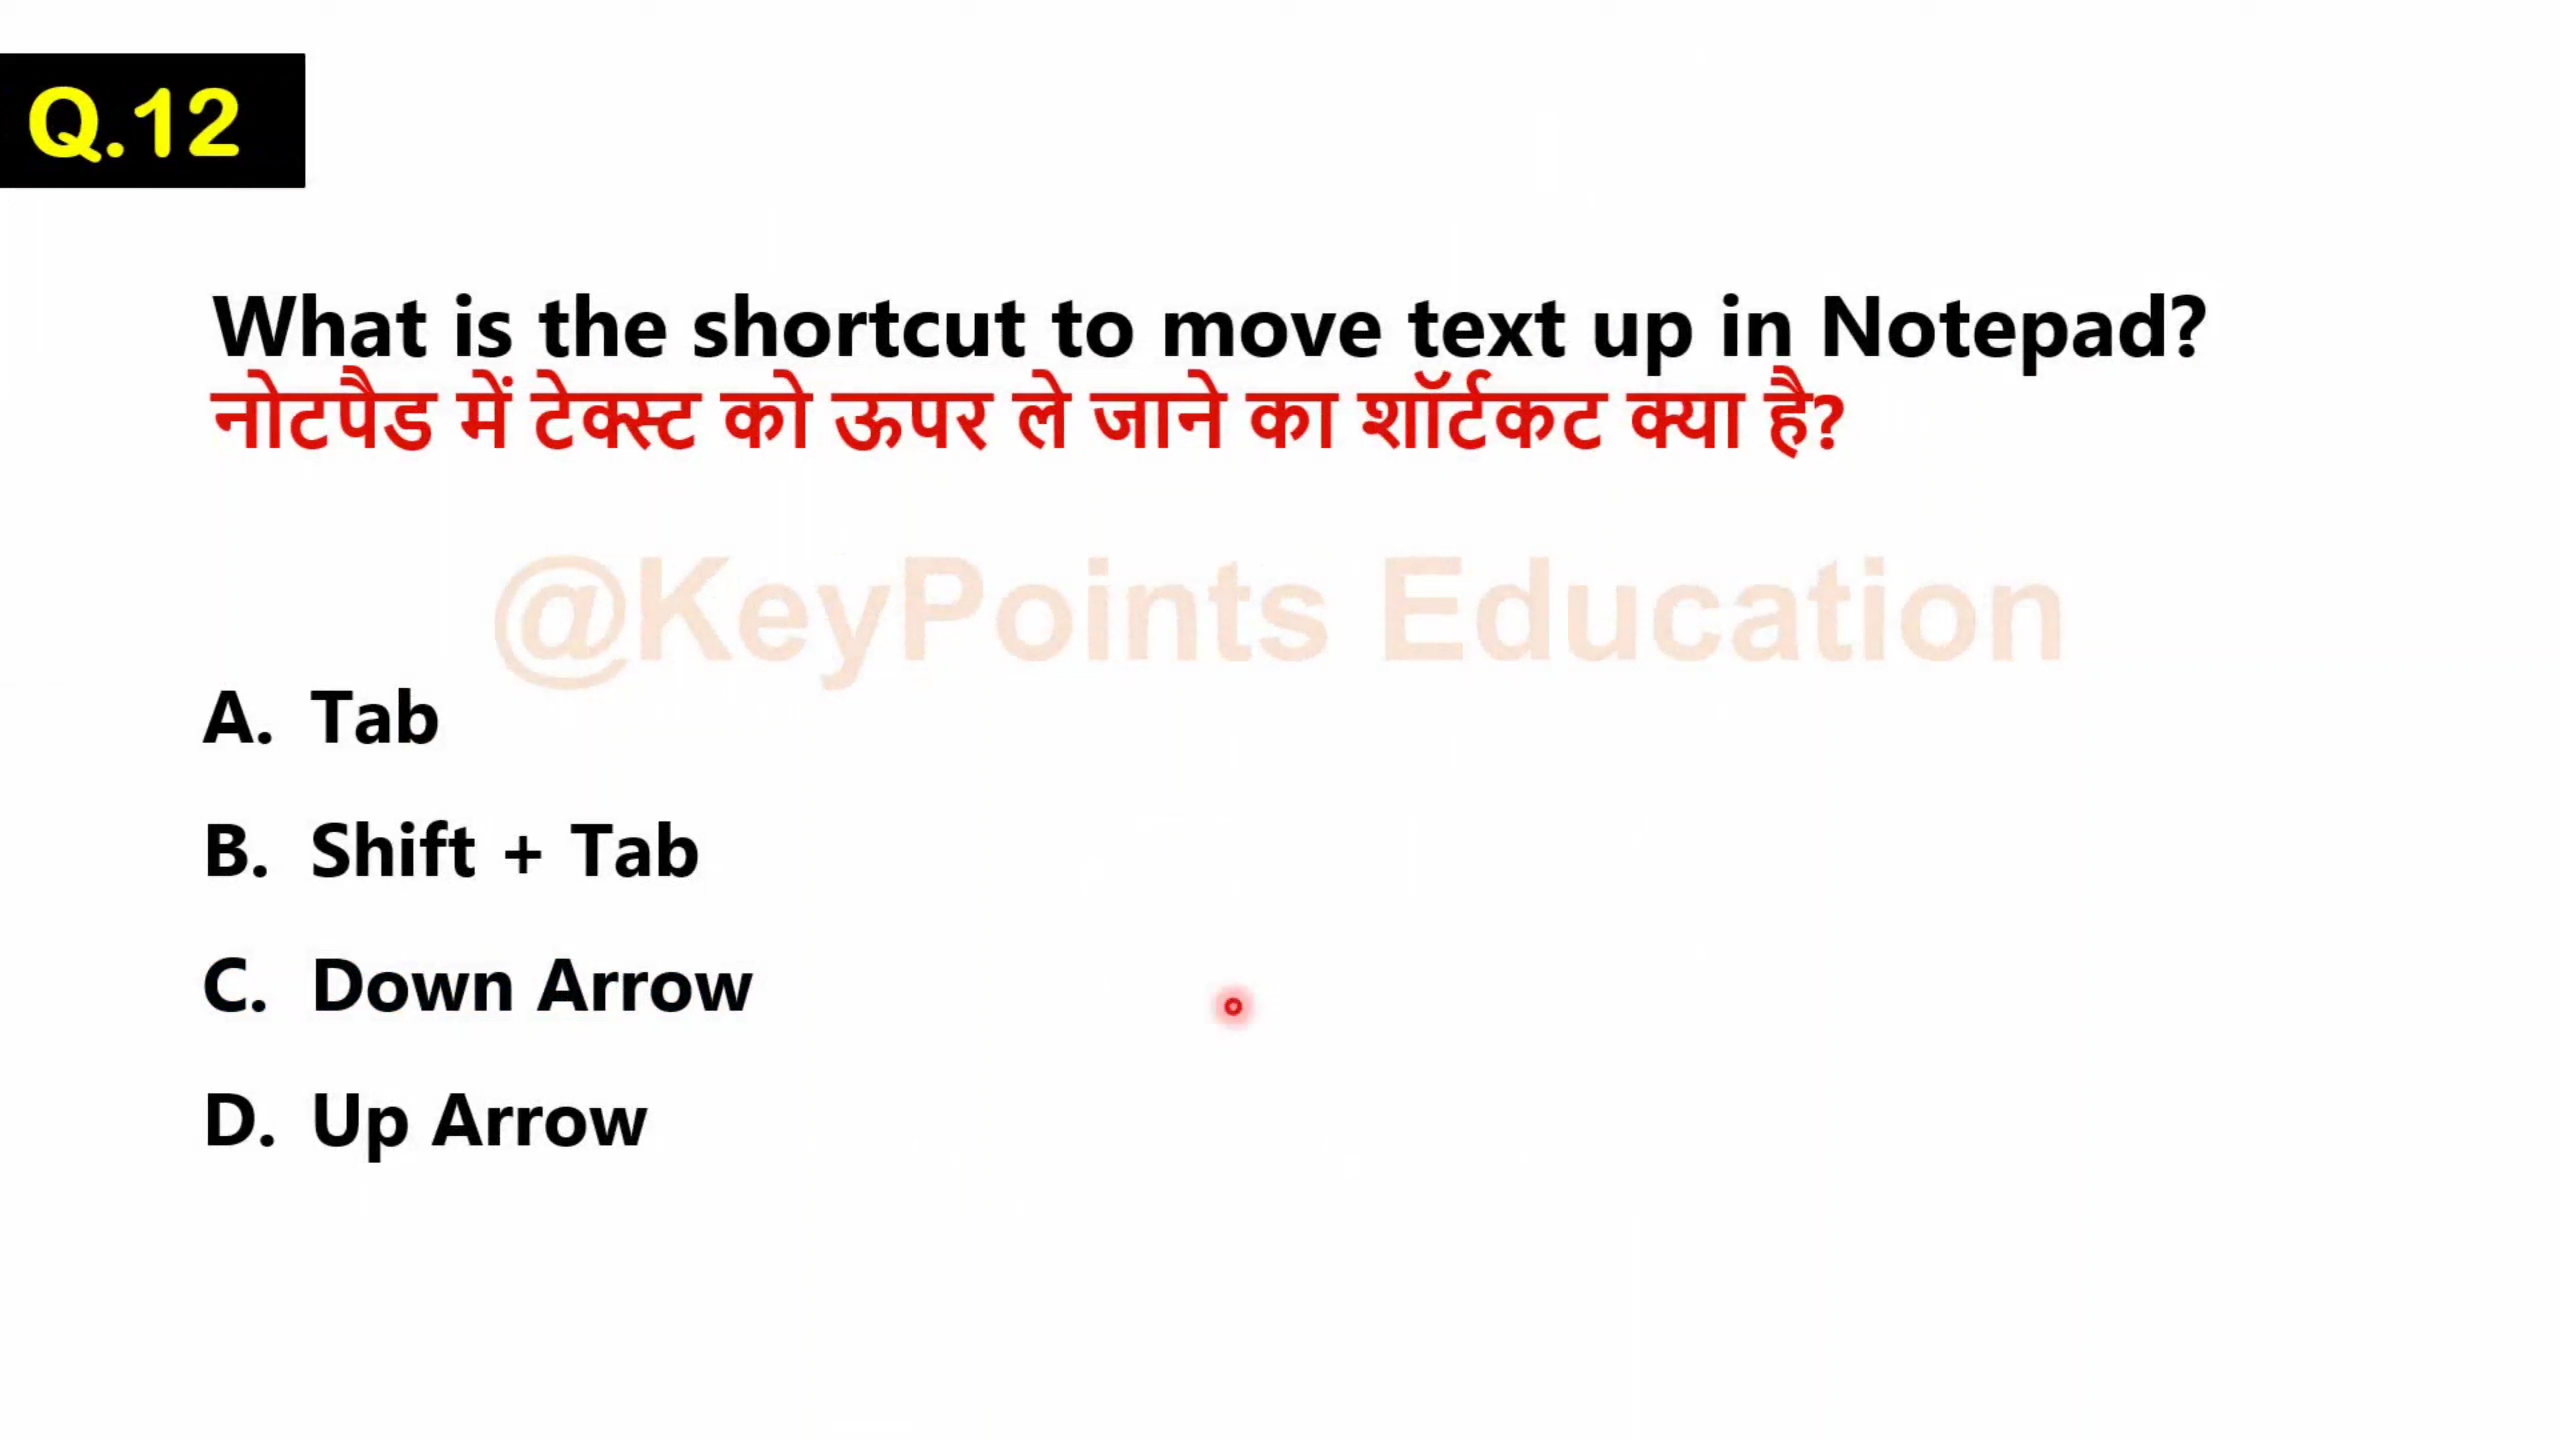 Q.12
What is the shortcut to move text up in Notepad?
नोटपैड में टेक्स्ट को ऊपर ले जाने का शॉर्टकट क्या है?
@KeyPoints Education
A. Tab
B. Shift + Tab
C. Down Arrow
D. Up Arrow